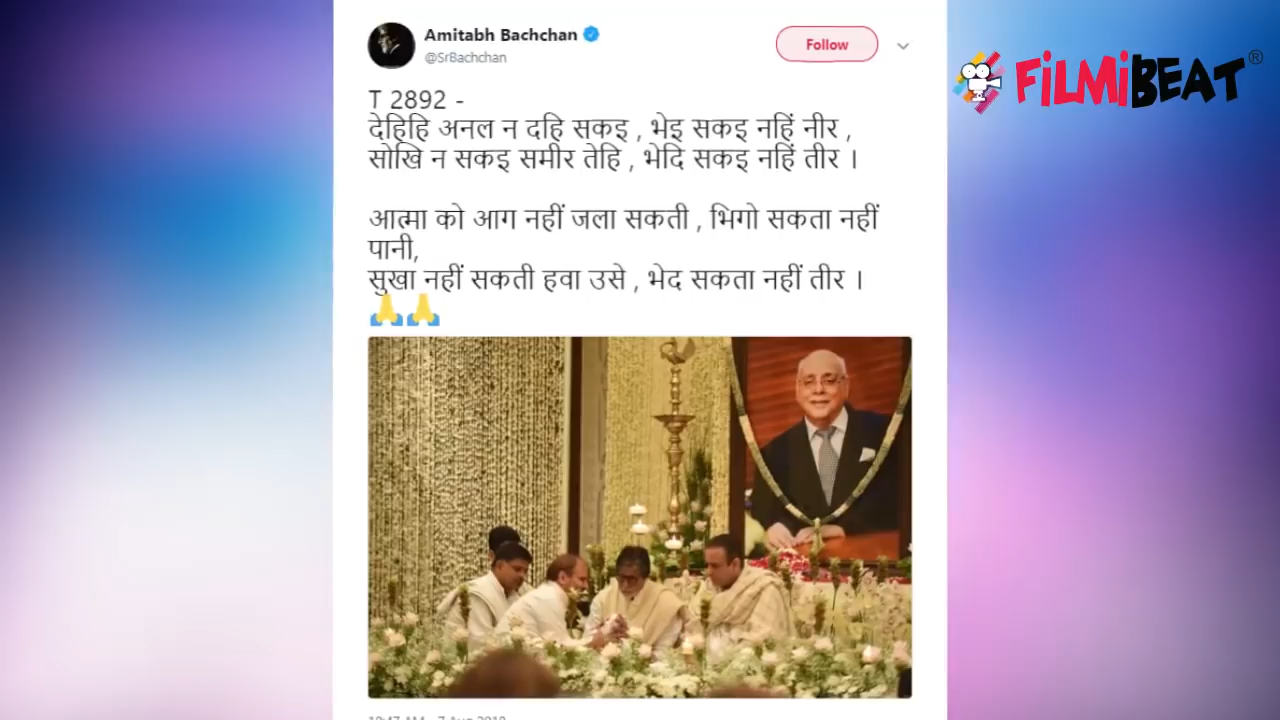 Amitabh Bachchan
@SrBachchan
Follow
FiLMiBEAT®
T 2892 -
देहिहि अनल न दहि सकइ , भेइ सकइ नहिं नीर ,
सोखि न सकइ समीर तेहि , भेदि सकइ नहिं तीर ।
आत्मा को आग नहीं जला सकती , भिगो सकता नहीं
पानी,
सुखा नहीं सकती हवा उसे , भेद सकता नहीं तीर ।
🙏🙏